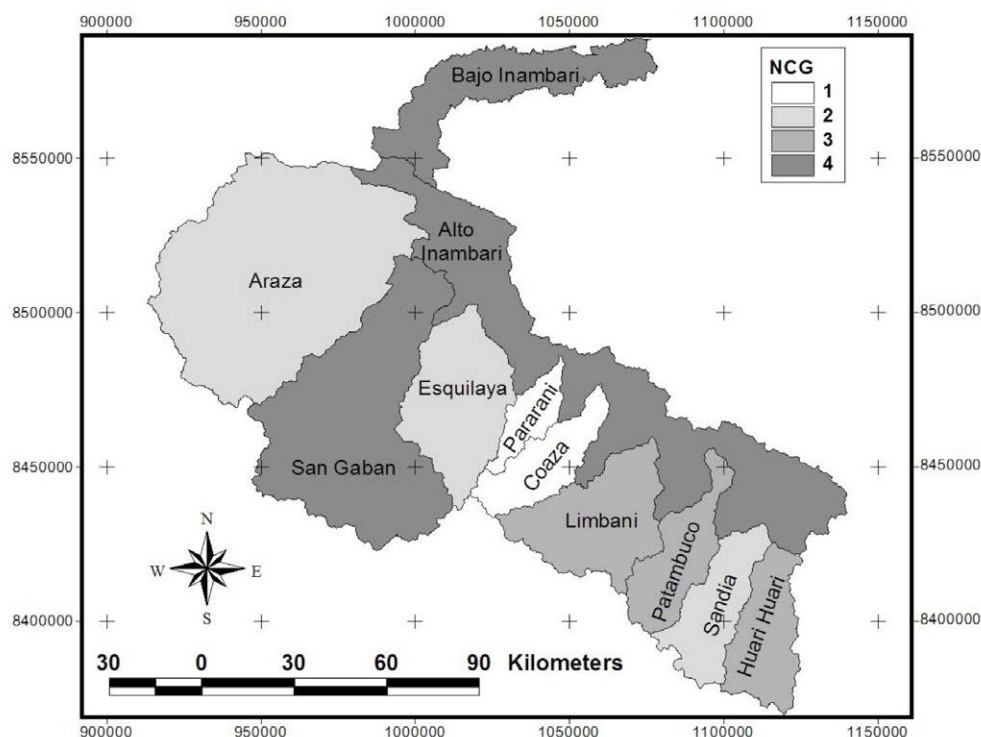 900000 950000 1000000 1050000 1100000 1150000
Bajo Inambari
NCG
1
2
3
4
8550000 8550000
Alto
Inambari
Araza
8500000 8500000
Esquilaya
Pararani
Coaza
8450000 8450000
San Gaban
Limbani
Patambuco
Sandia
Huari Huari
N
W E
S
8400000 8400000
30 0 30 60 90 Kilometers
900000 950000 1000000 1050000 1100000 1150000